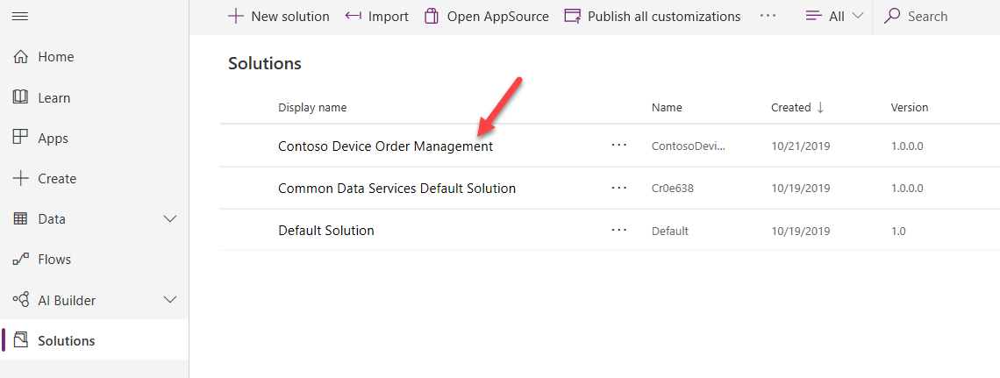 New solution Import Open AppSource Publish all customizations ··· All Search
Home
Learn
Apps
Create
Data
Flows
AI Builder
Solutions
Solutions
Display name Name Created ↓ Version
Contoso Device Order Management ··· ContosoDevi... 10/21/2019 1.0.0.0
Common Data Services Default Solution ··· Cr0e638 10/19/2019 1.0.0.0
Default Solution ··· Default 10/19/2019 1.0